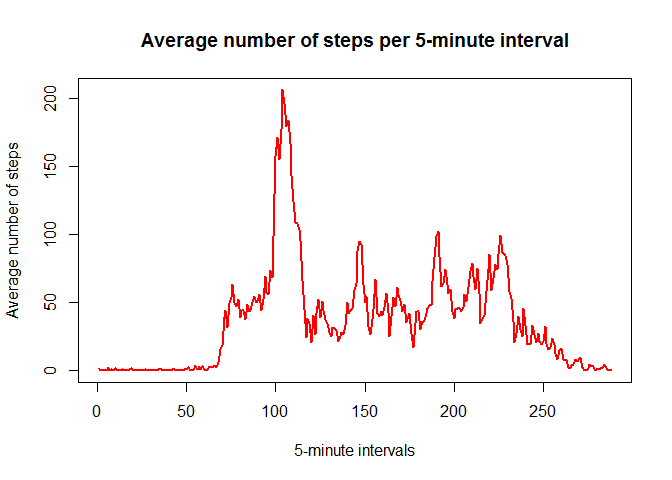 Average number of steps per 5-minute interval
Average number of steps
200
150
100
50
0
0 50 100 150 200 250
5-minute intervals